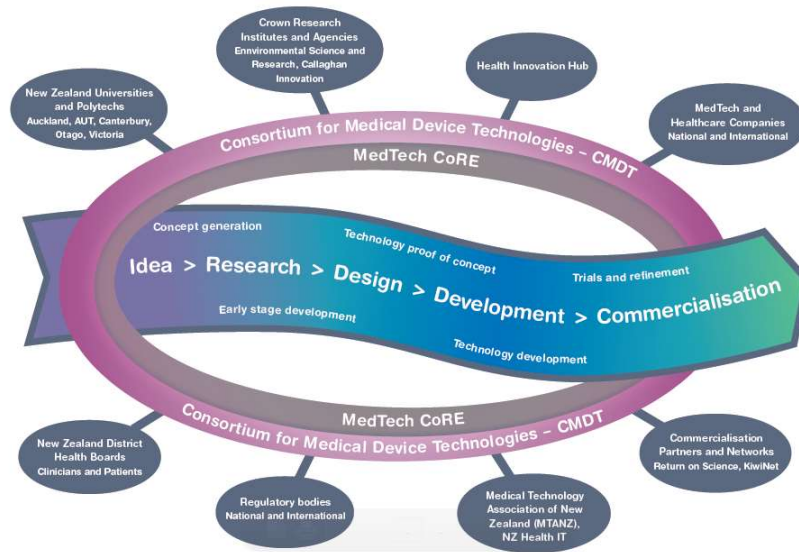 Crown Research
Institutes and Agencies
Ennvironmental Science and
Research, Callaghan
Innovation
Health Innovation Hub
New Zealand Universities
and Polytechs
Auckland, AUT, Canterbury,
Otago, Victoria
MedTech and
Healthcare Companies
National and International
Consortium for Medical Device Technologies – CMDT
MedTech CoRE
Concept generation
Technology proof of concept
Trials and refinement
Idea > Research > Design > Development > Commercialisation
Early stage development
Technology development
MedTech CoRE
Consortium for Medical Device Technologies – CMDT
New Zealand District
Health Boards
Clinicians and Patients
Regulatory bodies
National and International
Medical Technology
Association of New
Zealand (MTANZ),
NZ Health IT
Commercialisation
Partners and Networks
Return on Science, KiwiNet